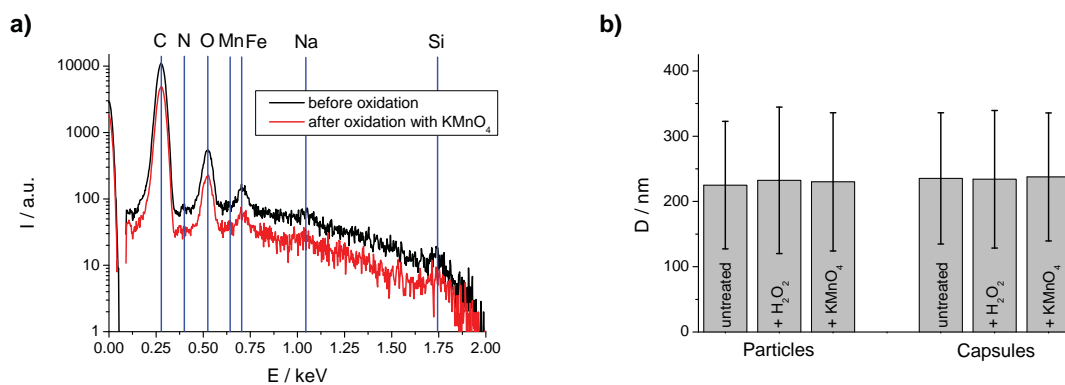 a)
C N O Mn Fe Na Si
10000
1000
100
10
1
I / a.u.
before oxidation
after oxidation with KMnO₄
0.00 0.25 0.50 0.75 1.00 1.25 1.50 1.75 2.00
E / keV
b)
400
300
200
100
0
D / nm
untreated
+ H₂O₂
+ KMnO₄
untreated
+ H₂O₂
+ KMnO₄
Particles Capsules